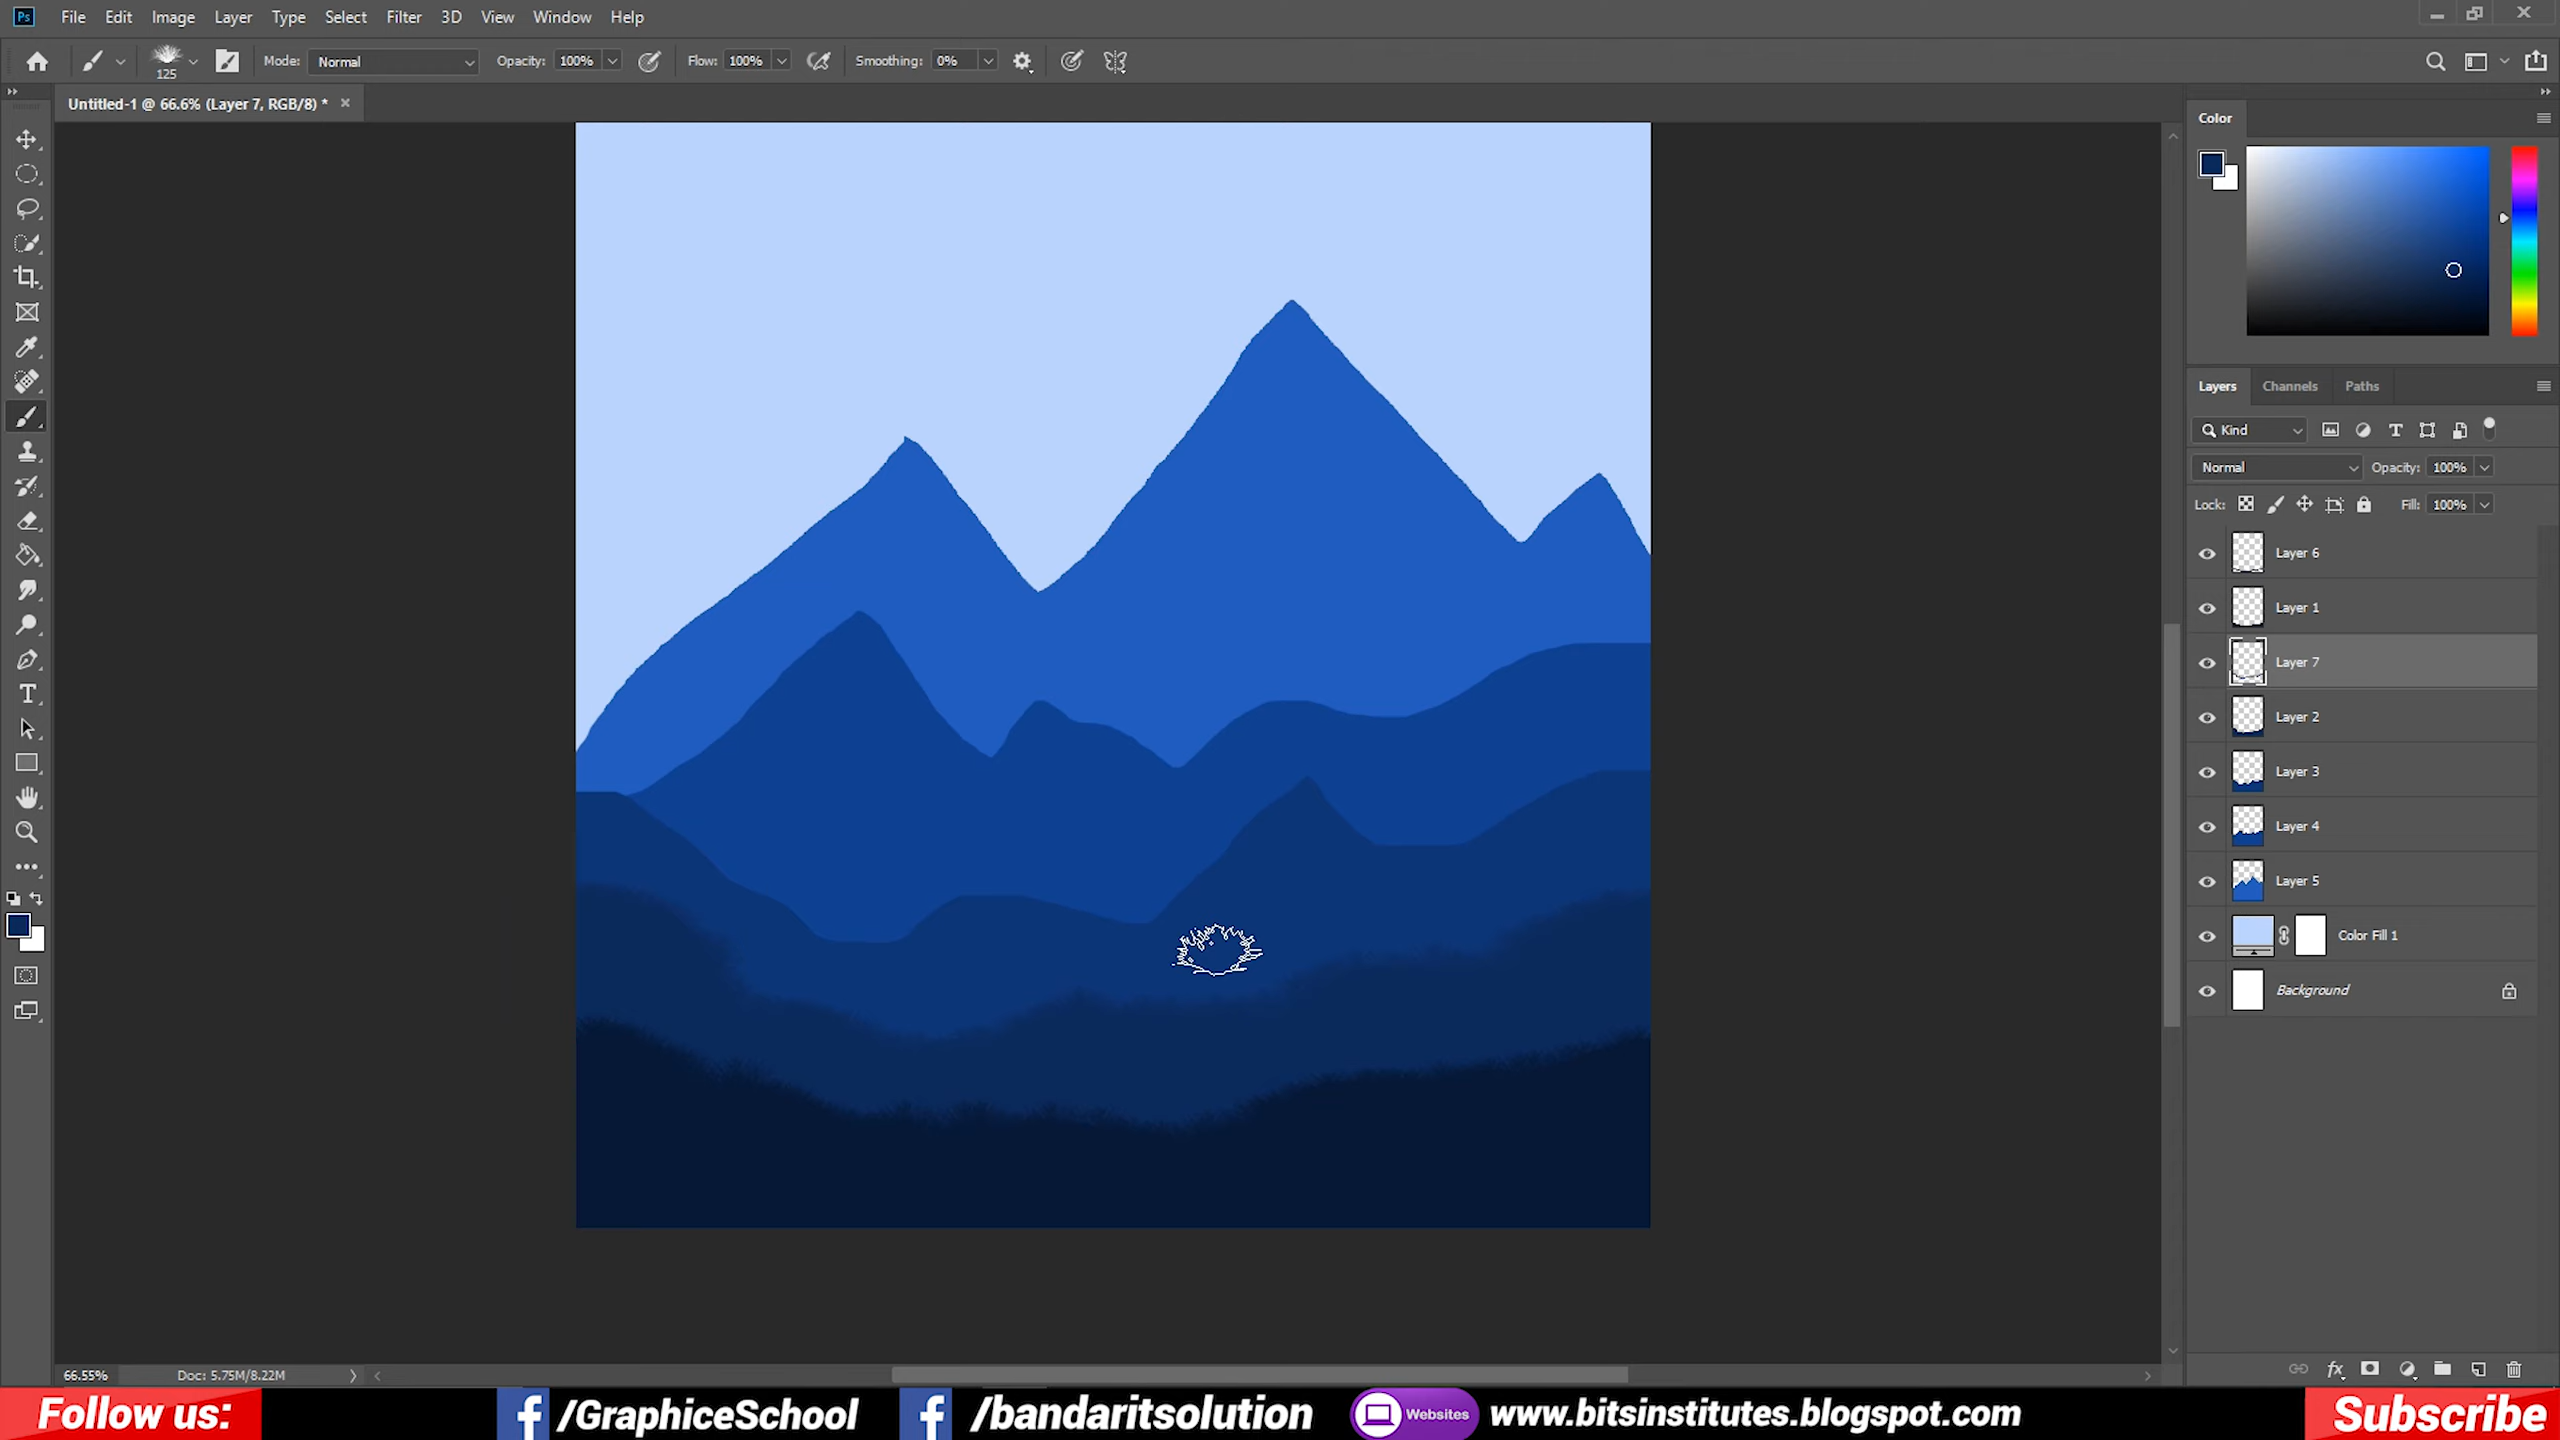 Ps File Edit Image Layer Type Select Filter 3D View Window Help
125 Mode: Normal Opacity: 100% Flow: 100% Smoothing: 0%
Untitled-1 @ 66.6% (Layer 7, RGB/8) * ×
Color
Layers Channels Paths
Kind
Normal Opacity: 100%
Lock: Fill: 100%
Layer 6
Layer 1
Layer 7
Layer 2
Layer 3
Layer 4
Layer 5
Color Fill 1
Background
66.55% Doc: 5.75M/8.22M
Follow us: /GraphiceSchool /bandaritsolution Websites www.bitsinstitutes.blogspot.com Subscribe